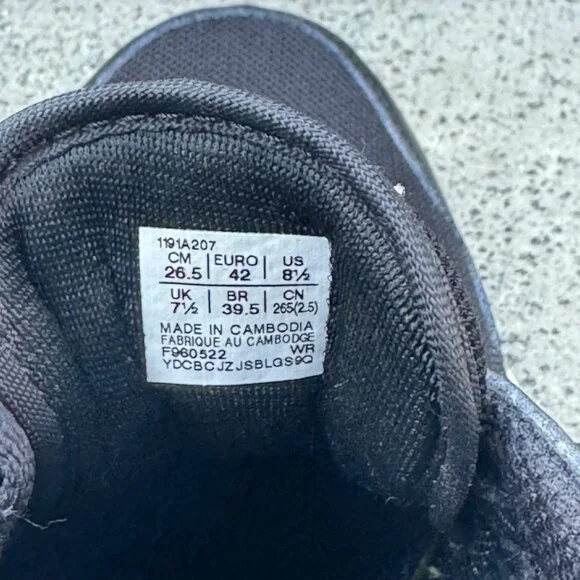 1191A207
CM EURO US
26.5 42 8½
UK BR CN
7½ 39.5 265(2.5)
MADE IN CAMBODIA
FABRIQUE AU CAMBODGE
F960522 WR
YDCBCJZJSBLGS9Q